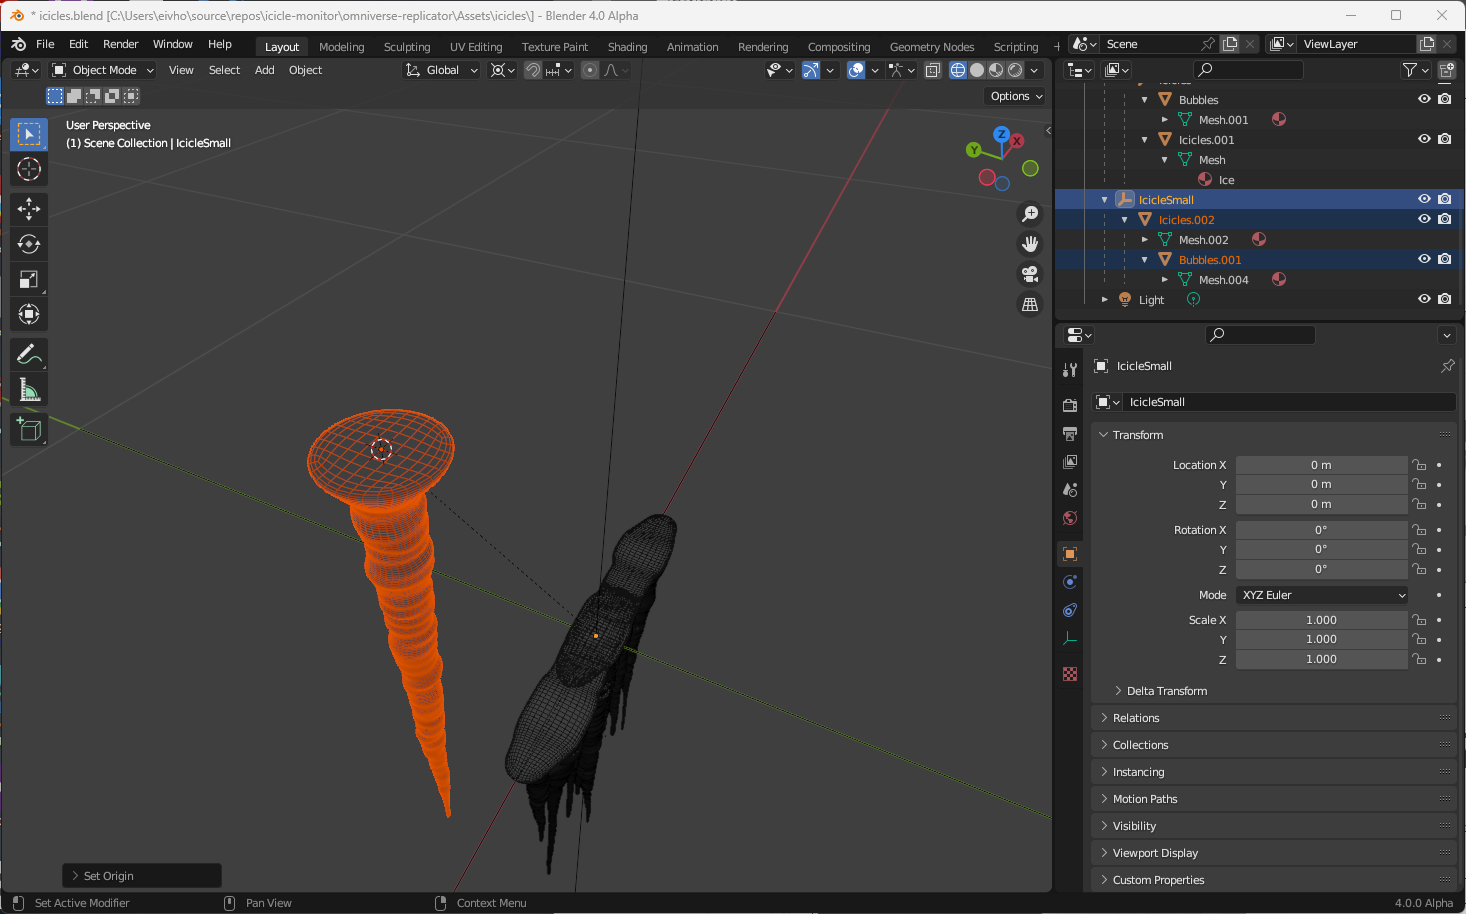 * icicles.blend [C:\Users\eivho\source\repos\icicle-monitor\omniverse-replicator\Assets\icicles\] - Blender 4.0 Alpha
File Edit Render Window Help Layout Modeling Sculpting UV Editing Texture Paint Shading Animation Rendering Compositing Geometry Nodes Scripting + Scene ViewLayer
Object Mode View Select Add Object Global
Options
User Perspective
(1) Scene Collection | IcicleSmall
Z
X
Y
Bubbles
Mesh.001
Icicles.001
Mesh
Ice
IcicleSmall
Icicles.002
Mesh.002
Bubbles.001
Mesh.004
Light
IcicleSmall
IcicleSmall
Transform
Location X 0 m
Y 0 m
Z 0 m
Rotation X 0°
Y 0°
Z 0°
Mode XYZ Euler
Scale X 1.000
Y 1.000
Z 1.000
Delta Transform
Relations
Collections
Instancing
Motion Paths
Visibility
Viewport Display
Custom Properties
Set Origin
Set Active Modifier Pan View Context Menu 4.0.0 Alpha